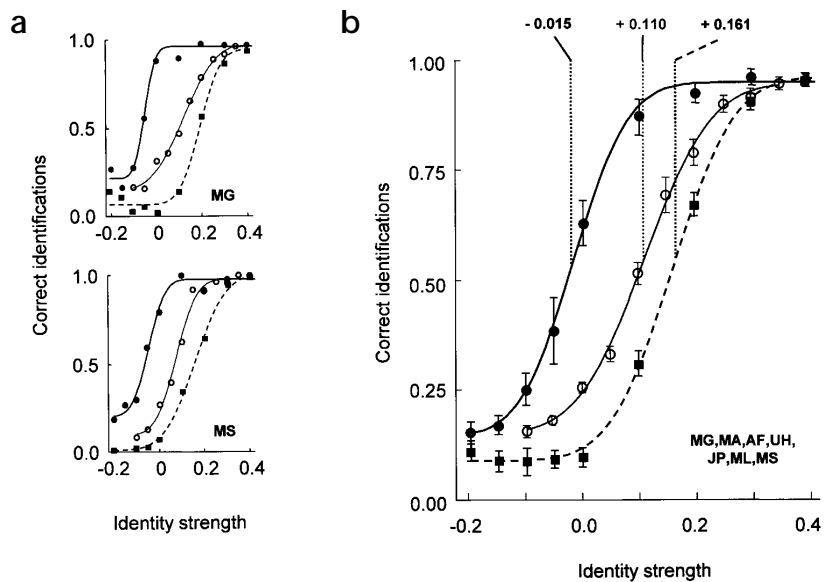 a
1.0
0.5
0.0
MG
-0.2 0 0.2 0.4
1.0
0.5
0.0
MS
-0.2 0 0.2 0.4
Correct identifications
Identity strength
b
- 0.015 + 0.110 + 0.161
1.00
0.75
0.50
0.25
0.00
Correct identifications
MG,MA,AF,UH,
JP,ML,MS
-0.2 0.0 0.2 0.4
Identity strength